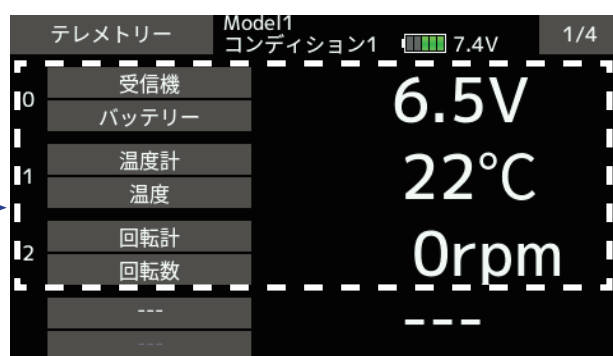 テレメトリー
Model1
コンディション1 7.4V
1/4
0
受信機
バッテリー
6.5V
1
温度計
温度
22°C
2
回転計
回転数
0rpm
---
---
---